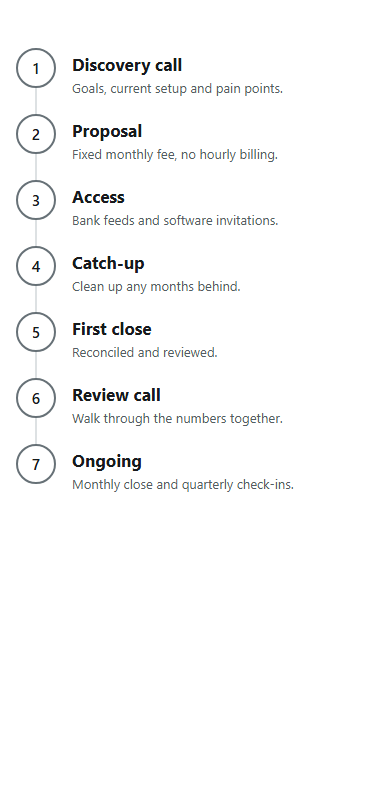 1
Discovery call
Goals, current setup and pain points.
2
Proposal
Fixed monthly fee, no hourly billing.
3
Access
Bank feeds and software invitations.
4
Catch-up
Clean up any months behind.
5
First close
Reconciled and reviewed.
6
Review call
Walk through the numbers together.
7
Ongoing
Monthly close and quarterly check-ins.